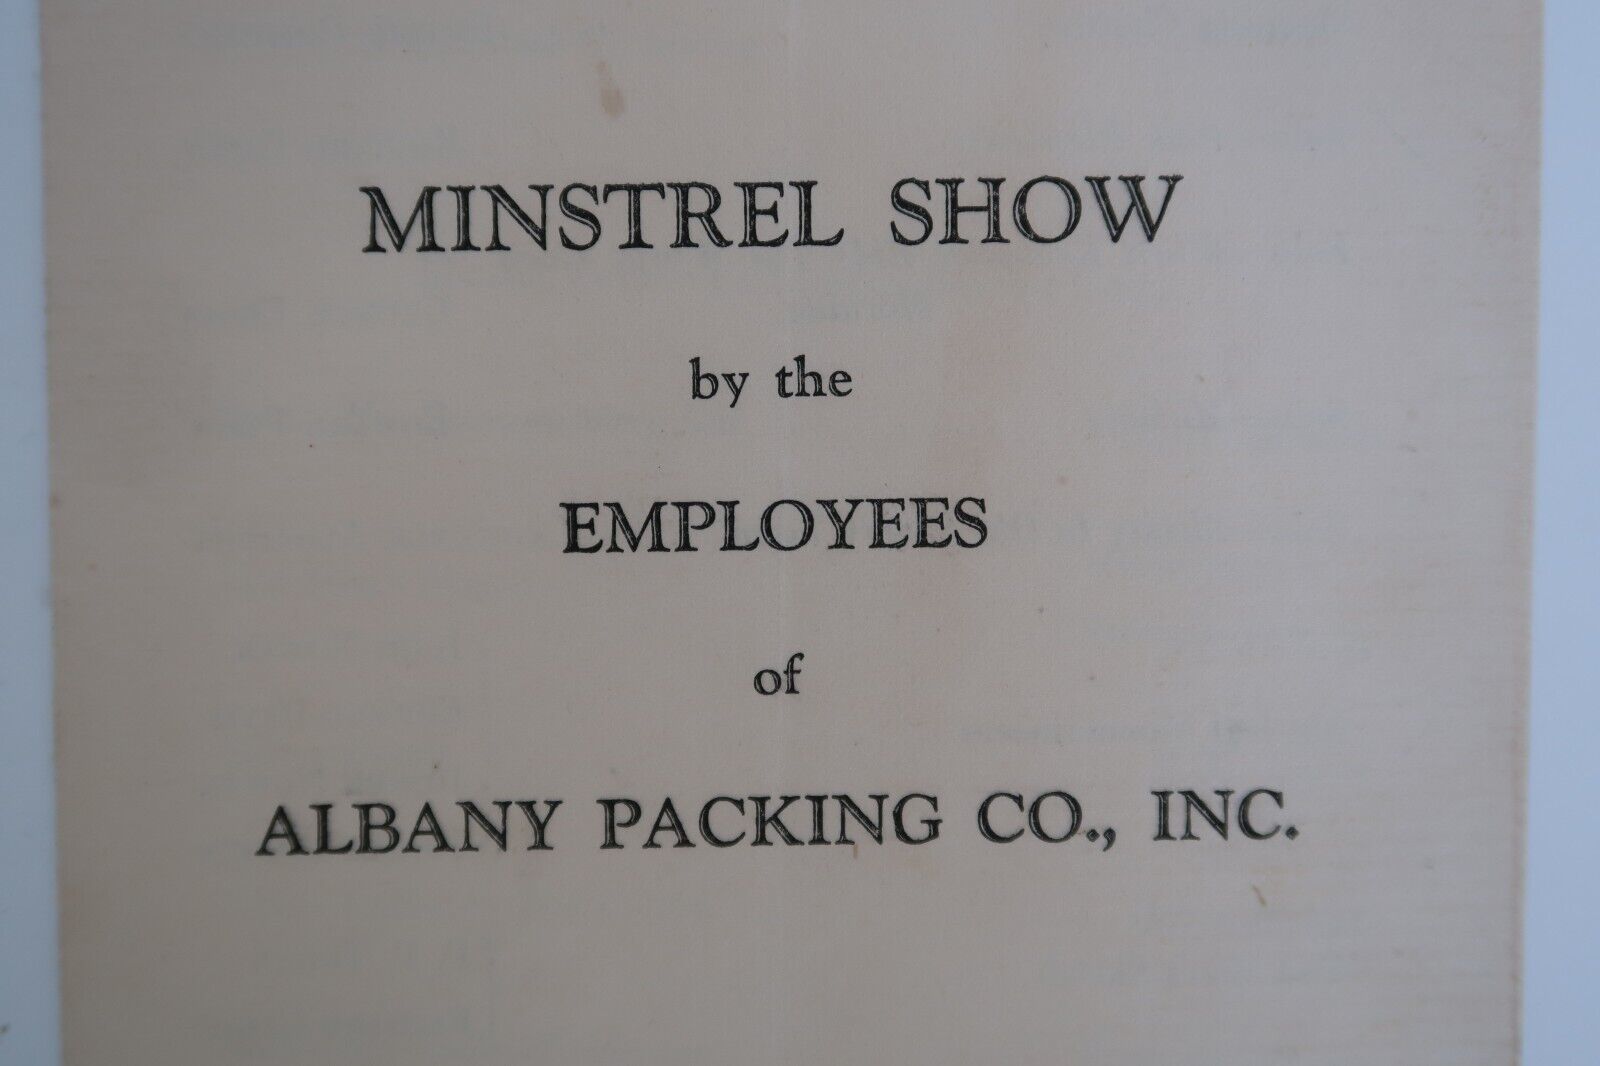 MINSTREL SHOW
by the
EMPLOYEES
of
ALBANY PACKING CO., INC.